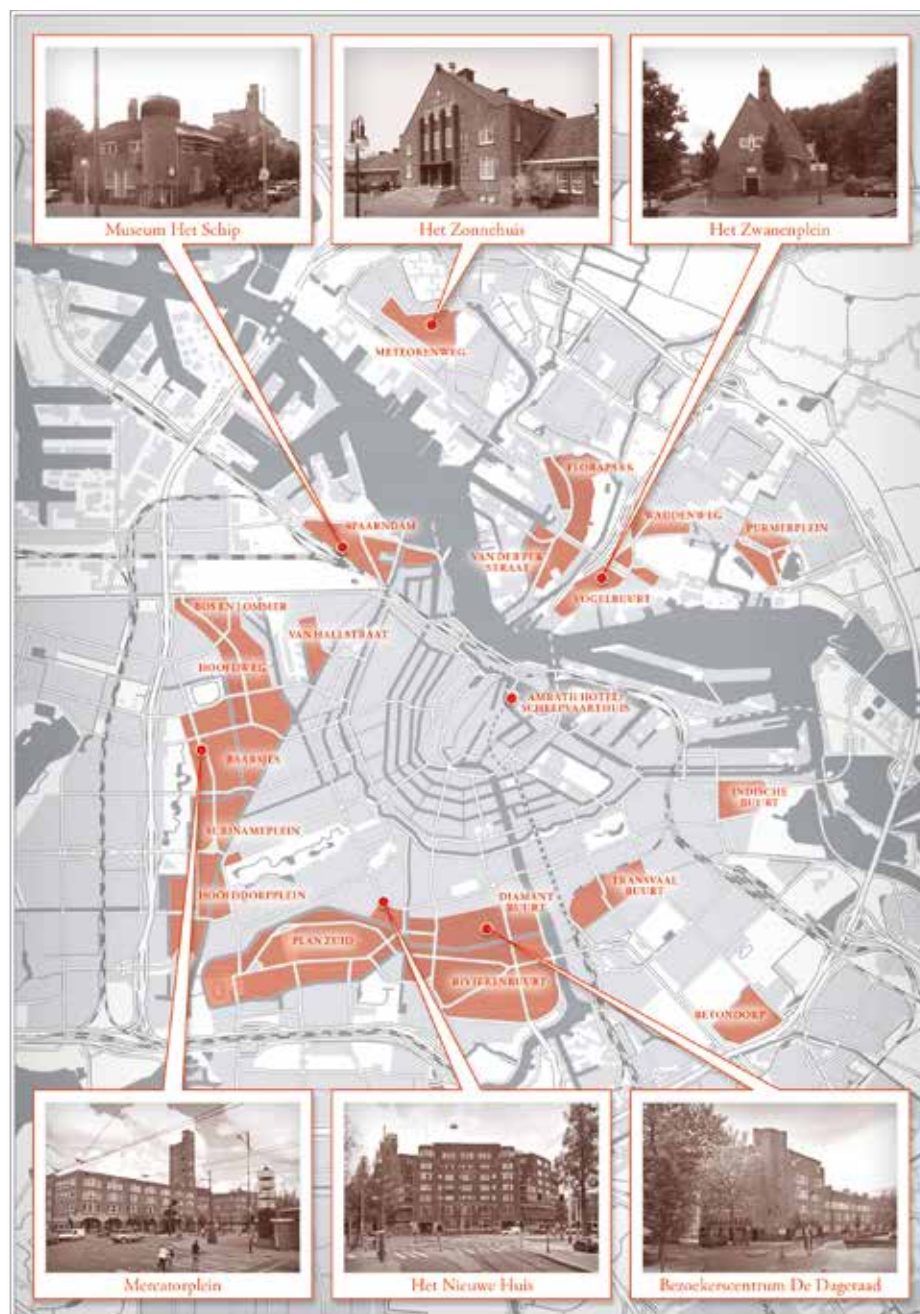 Museum Het Schip
Het Zonnehuis
Het Zwanenplein
METEORENWEG
FLORAPARK
SPAARNDAM
WADDENWEG
PURMERPLEIN
VAN DER PEK
STRAAT
VOGELBUURT
BOS EN LOMMER
VAN HALLSTRAAT
HOOFDWEG
AMRATH HOTEL/
SCHEEPVAARTHUIS
BAARSJES
INDISCHE
BUURT
SURINAMEPLEIN
TRANSVAAL
BUURT
HOOFDDORPPLEIN
DIAMANT
BUURT
PLAN ZUID
RIVIERENBUURT
BETONDORP
Mercatorplein
Het Nieuwe Huis
Bezoekerscentrum De Dageraad